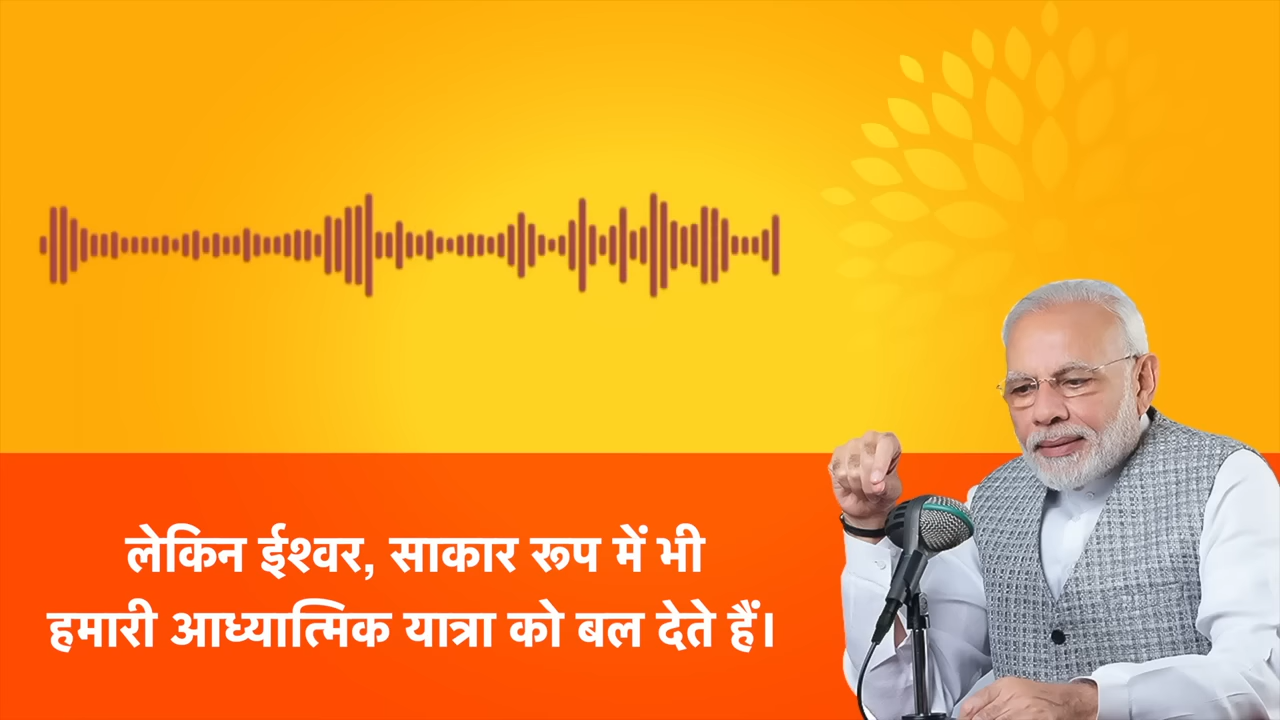 लेकिन ईश्वर, साकार रूप में भी
हमारी आध्यात्मिक यात्रा को बल देते हैं।